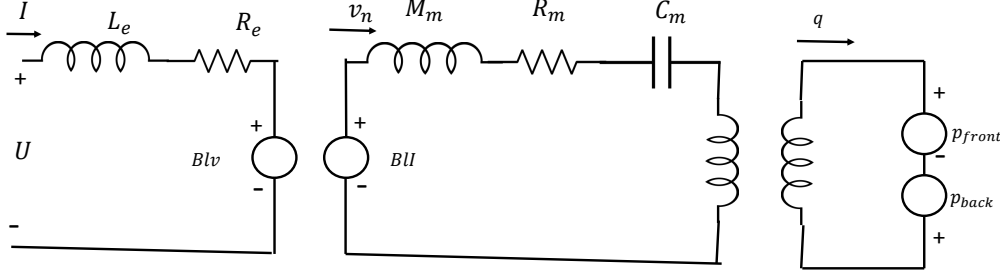 I
L_e
R_e
v_n
M_m
R_m
C_m
q
+
+
-
U
Blv
-
+
BlI
-
+
p_front
-
p_back
+
-